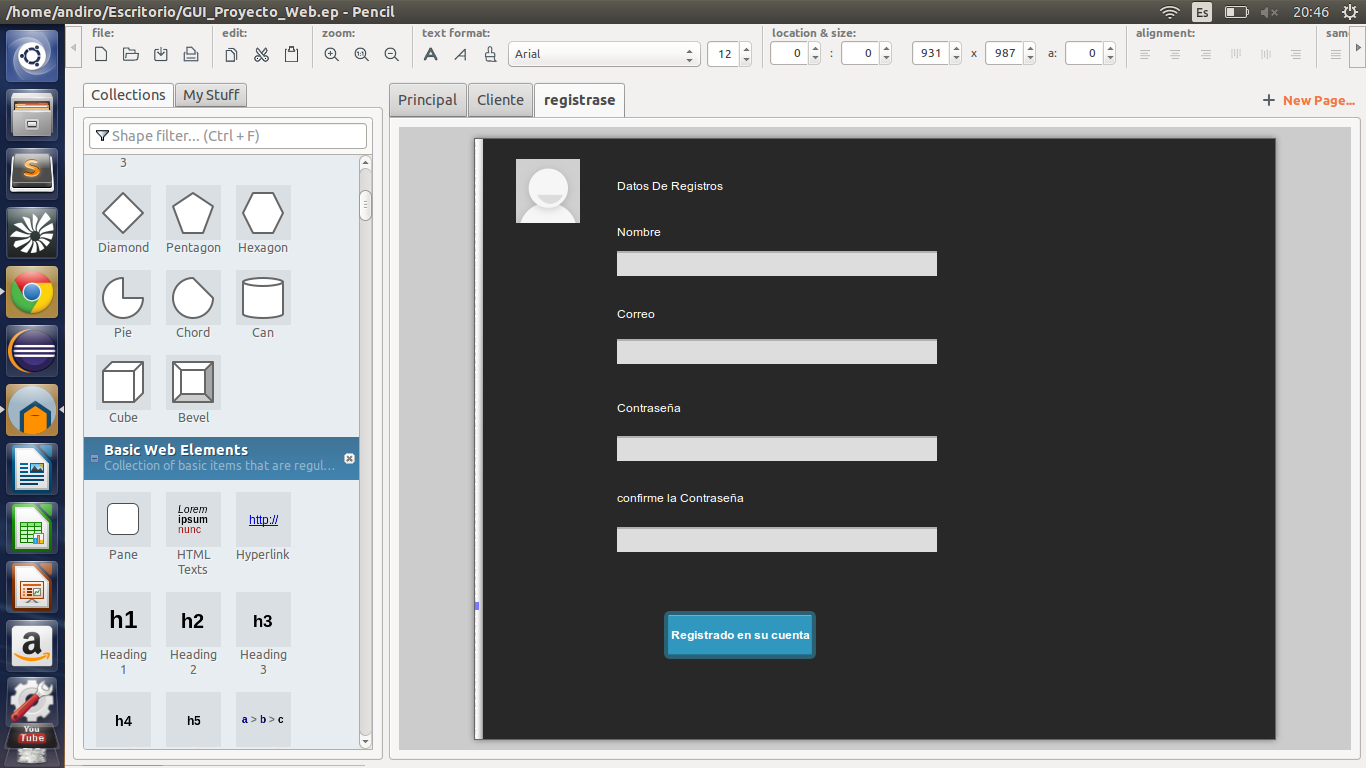 /home/andiro/Escritorio/GUI_Proyecto_Web.ep - Pencil
Es
20:46
file:
edit:
zoom:
text format:
location & size:
alignment:
sam
1:1
A
A
Arial
12
0
:
0
931
x
987
a:
0
Collections
My Stuff
Principal
Cliente
registrase
New Page...
Shape filter... (Ctrl + F)
3
Diamond
Pentagon
Hexagon
Pie
Chord
Can
Cube
Bevel
Basic Web Elements
Collection of basic items that are regul...
Lorem
ipsum
nunc
http://
Pane
HTML
Texts
Hyperlink
h1
h2
h3
Heading
1
Heading
2
Heading
3
h4
h5
a > b > c
Datos De Registros
Nombre
Correo
Contraseña
confirme la Contraseña
Registrado en su cuenta
You
Tube